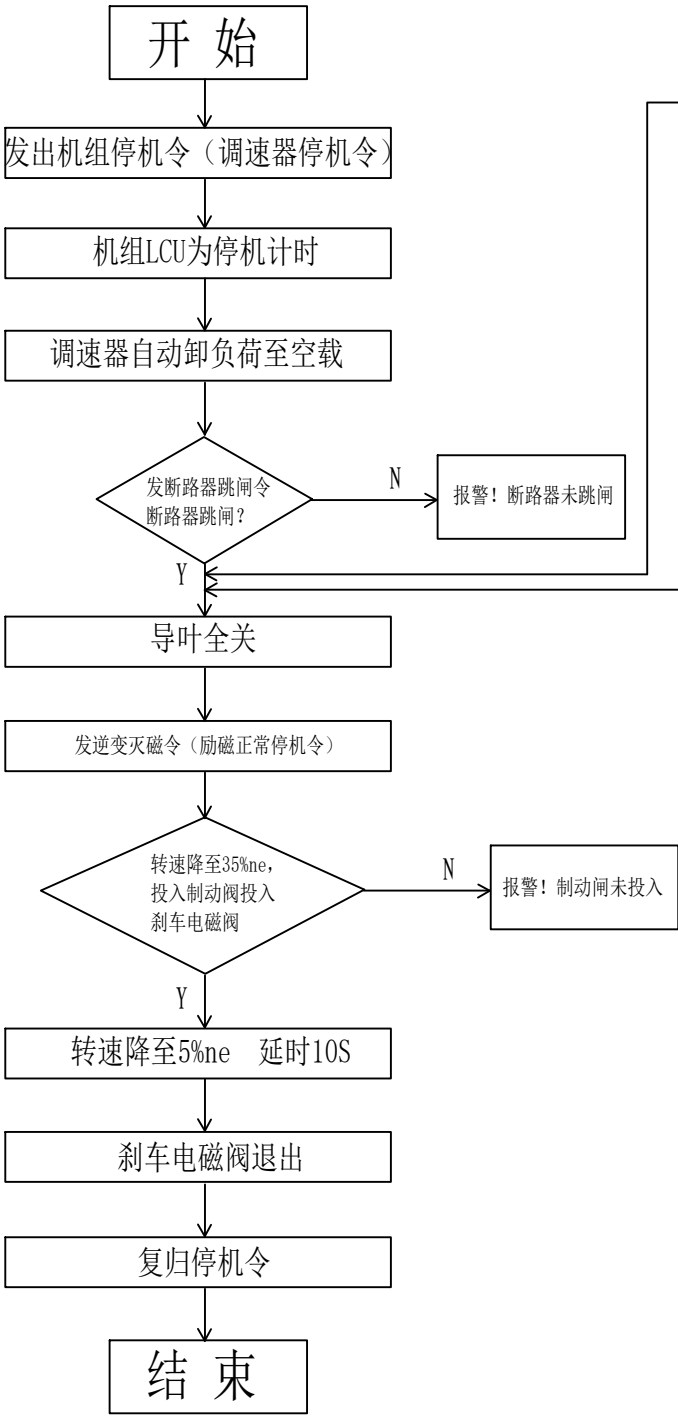 开 始
发出机组停机令（调速器停机令）
机组LCU为停机计时
调速器自动卸负荷至空载
发断路器跳闸令
断路器跳闸?
N
报警! 断路器未跳闸
Y
导叶全关
发逆变灭磁令（励磁正常停机令）
转速降至35%ne,
投入制动阀投入
刹车电磁阀
N
报警! 制动闸未投入
Y
转速降至5%ne 延时10S
刹车电磁阀退出
复归停机令
结 束